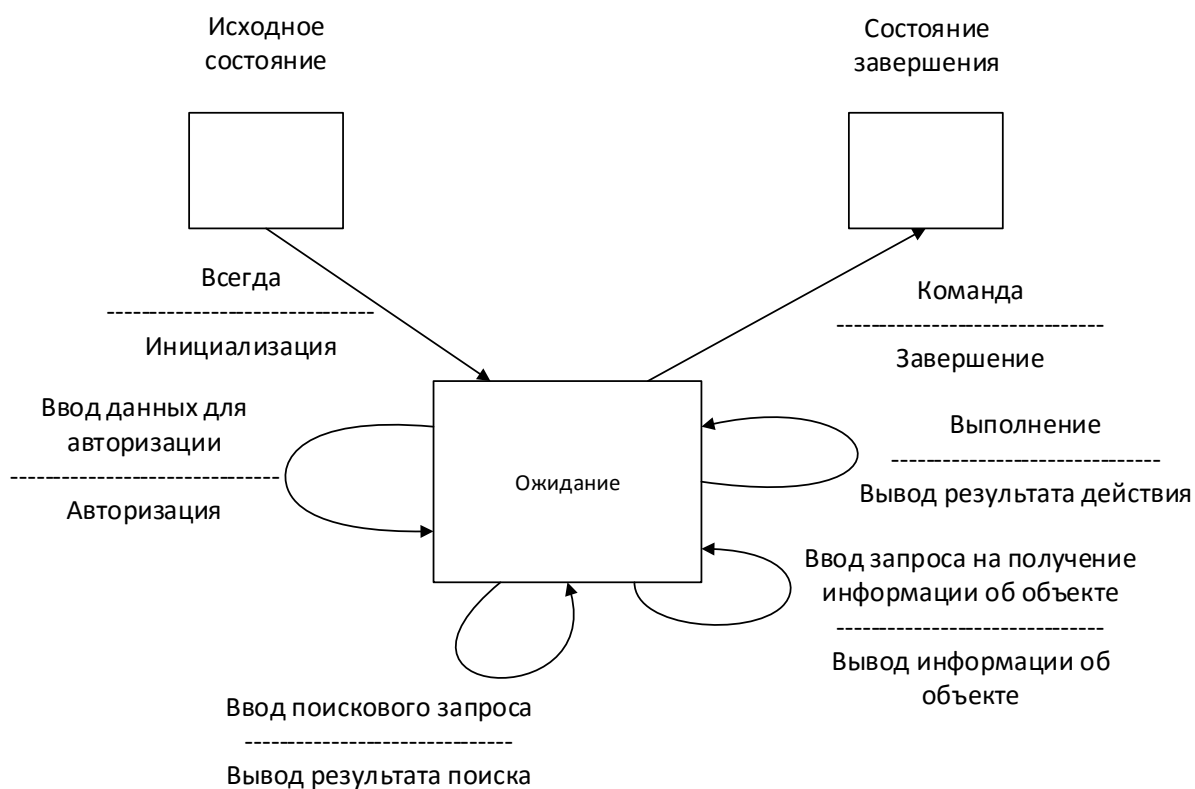 Исходное
состояние
Состояние
завершения
Всегда
--------------------------------
Инициализация
Команда
--------------------------------
Завершение
Ввод данных для
авторизации
--------------------------------
Авторизация
Ожидание
Выполнение
--------------------------------
Вывод результата действия
Ввод запроса на получение
информации об объекте
--------------------------------
Вывод информации об
объекте
Ввод поискового запроса
--------------------------------
Вывод результата поиска